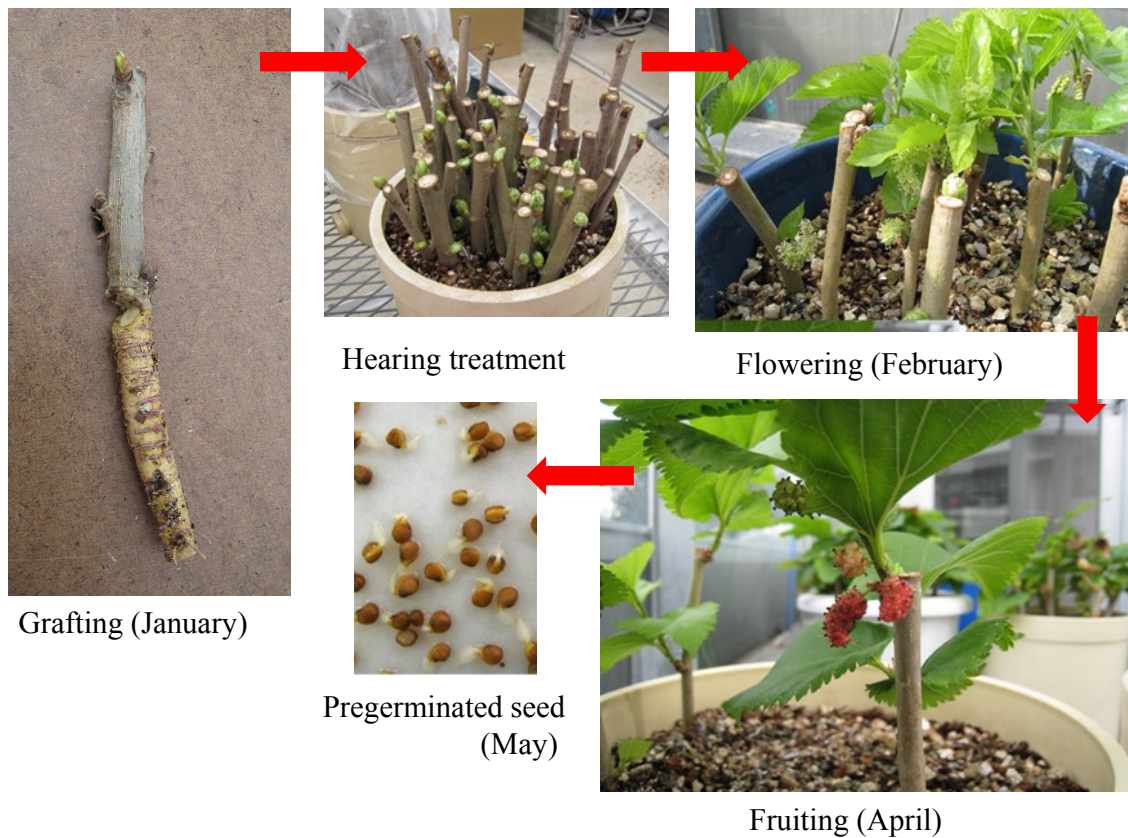 Grafting (January)
Hearing treatment
Flowering (February)
Fruiting (April)
Pregerminated seed
(May)